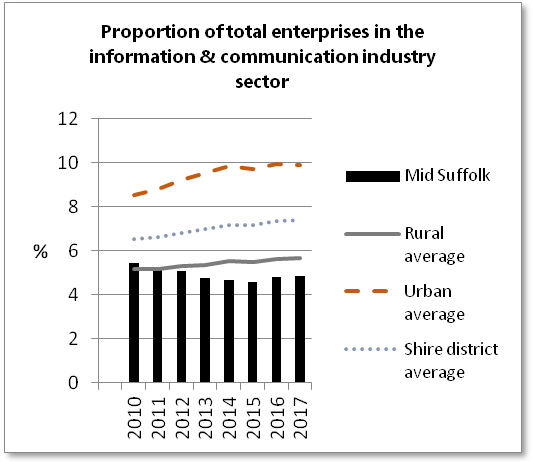 Proportion of total enterprises in the
information & communication industry
sector
12
10
8
6
4
2
0
%
2010
2011
2012
2013
2014
2015
2016
2017
Mid Suffolk
Rural
average
Urban
average
Shire district
average